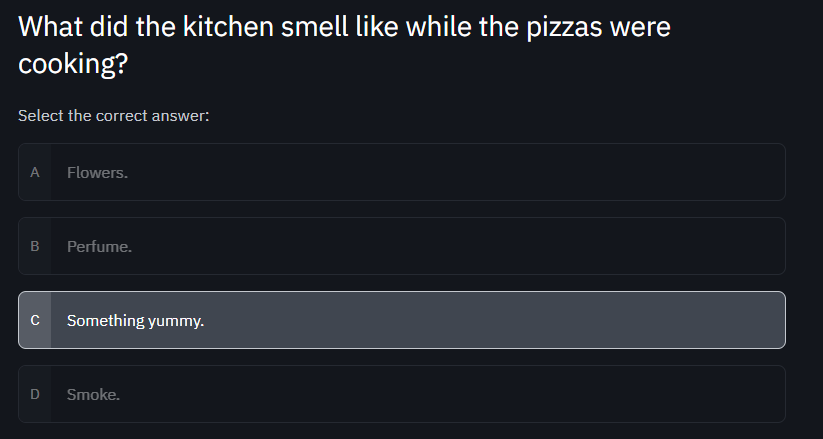 What did the kitchen smell like while the pizzas were
cooking?
Select the correct answer:
A Flowers.
B Perfume.
C Something yummy.
D Smoke.